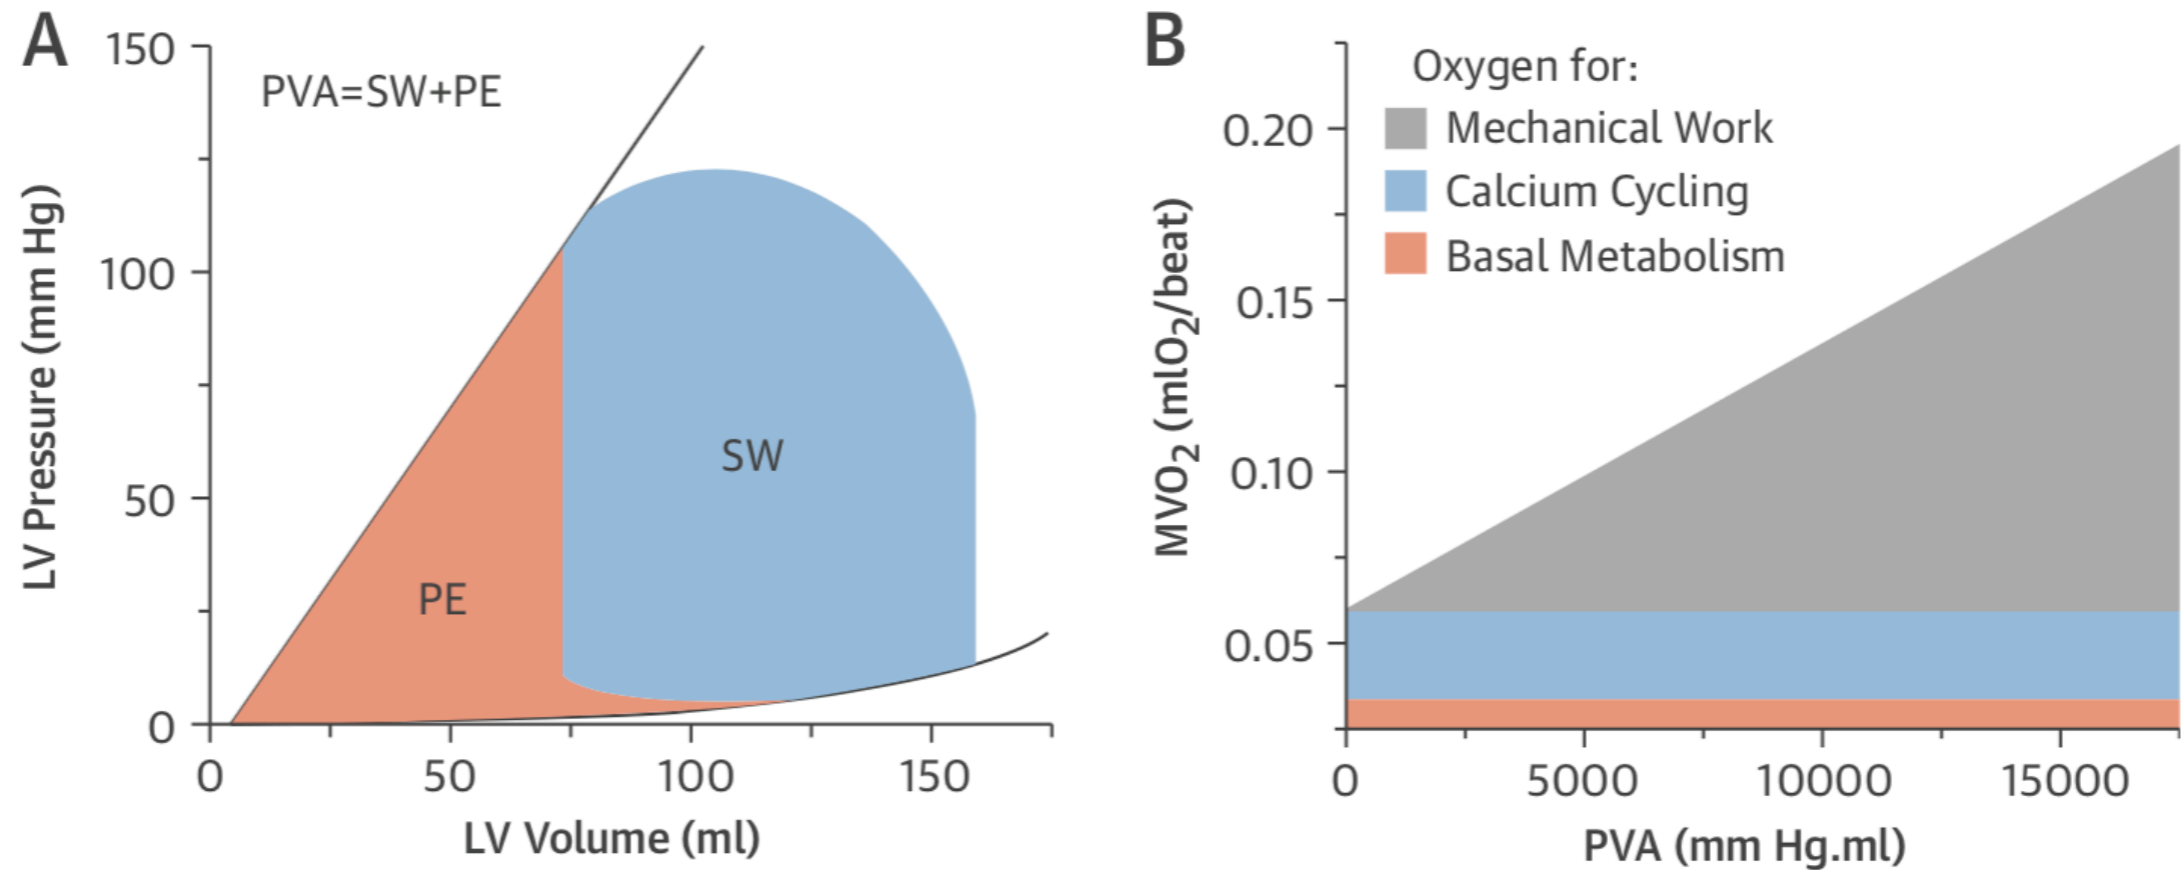 A
PVA=SW+PE
LV Pressure (mm Hg)
150
100
50
0
SW
PE
0 50 100 150
LV Volume (ml)
B
Oxygen for:
Mechanical Work
Calcium Cycling
Basal Metabolism
MVO₂ (mlO₂/beat)
0.20
0.15
0.10
0.05
0 5000 10000 15000
PVA (mm Hg.ml)